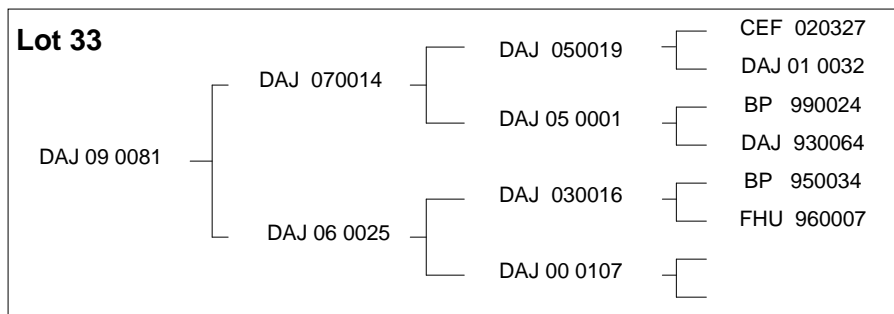 Lot 33
CEF 020327
DAJ 050019
DAJ 01 0032
DAJ 070014
BP 990024
DAJ 05 0001
DAJ 930064
DAJ 09 0081
BP 950034
DAJ 030016
FHU 960007
DAJ 06 0025
DAJ 00 0107